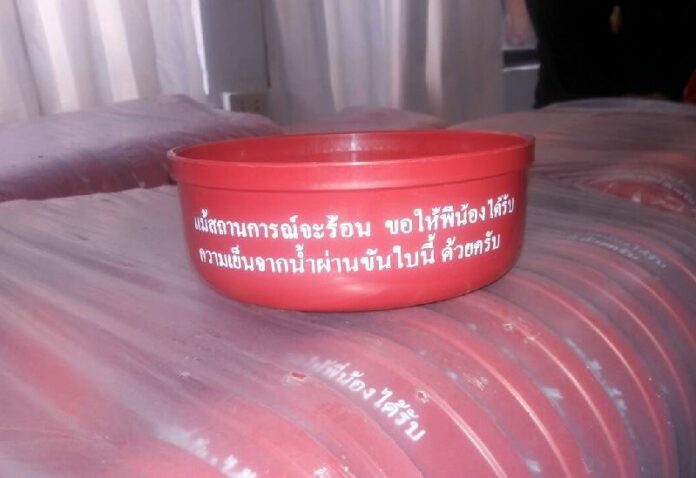 แม้สถานการณ์จะร้อน ขอให้พี่น้องได้รับ
ความเย็นจากน้ำผ่านขันใบนี้ ด้วยครับ
ให้พี่น้องได้รับ